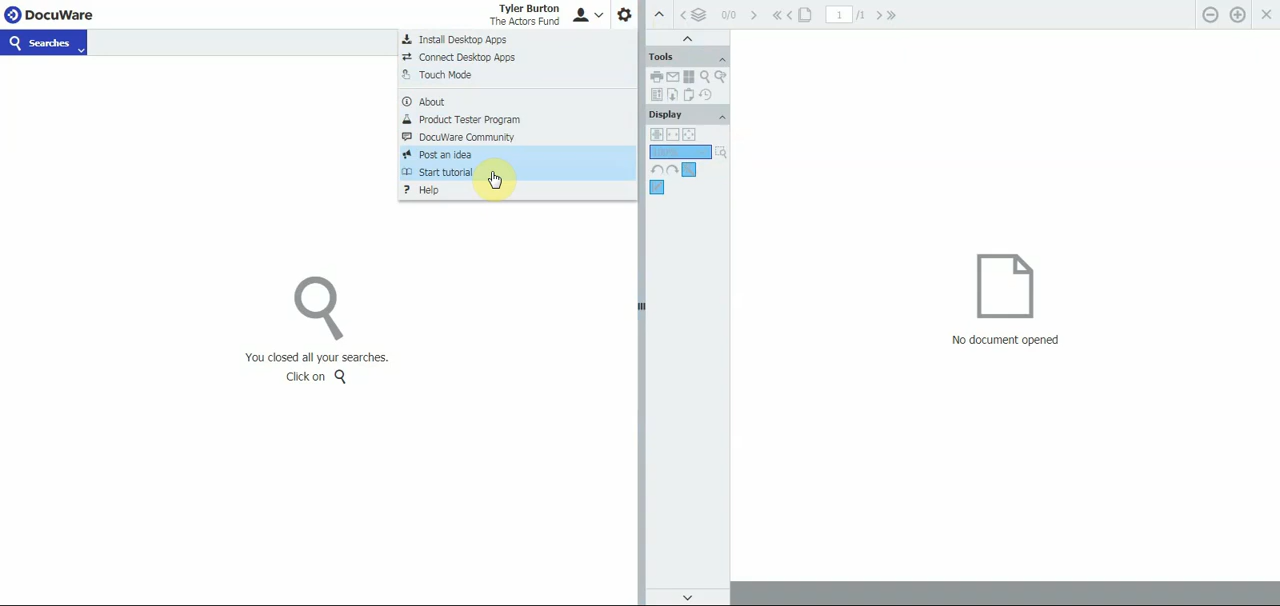 DocuWare
Tyler Burton
The Actors Fund
0/0
1 /1
Searches
Install Desktop Apps
Connect Desktop Apps
Touch Mode
About
Product Tester Program
DocuWare Community
Post an idea
Start tutorial
Help
Tools
Display
You closed all your searches.
Click on
No document opened